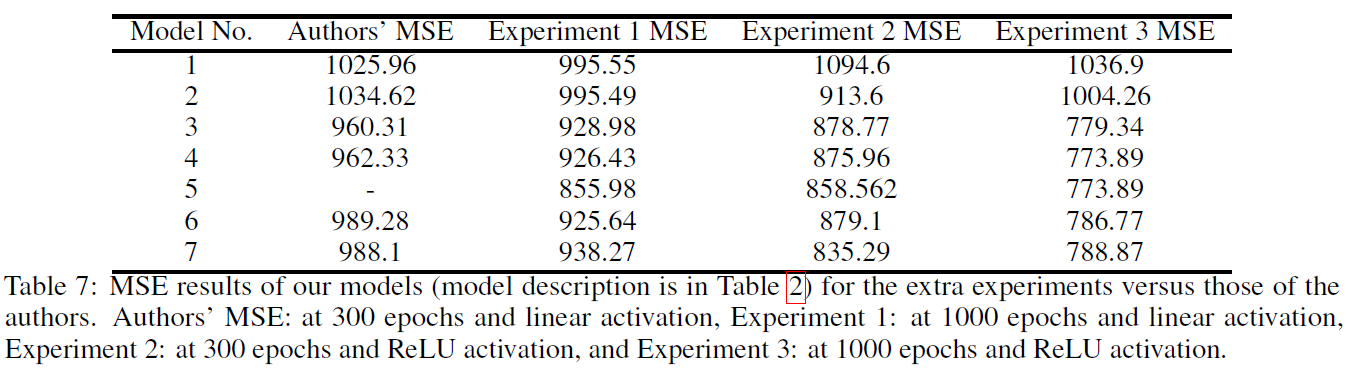 Model No. Authors' MSE Experiment 1 MSE Experiment 2 MSE Experiment 3 MSE
1 1025.96 995.55 1094.6 1036.9
2 1034.62 995.49 913.6 1004.26
3 960.31 928.98 878.77 779.34
4 962.33 926.43 875.96 773.89
5 - 855.98 858.562 773.89
6 989.28 925.64 879.1 786.77
7 988.1 938.27 835.29 788.87
Table 7: MSE results of our models (model description is in Table 2) for the extra experiments versus those of the
authors. Authors' MSE: at 300 epochs and linear activation, Experiment 1: at 1000 epochs and linear activation,
Experiment 2: at 300 epochs and ReLU activation, and Experiment 3: at 1000 epochs and ReLU activation.